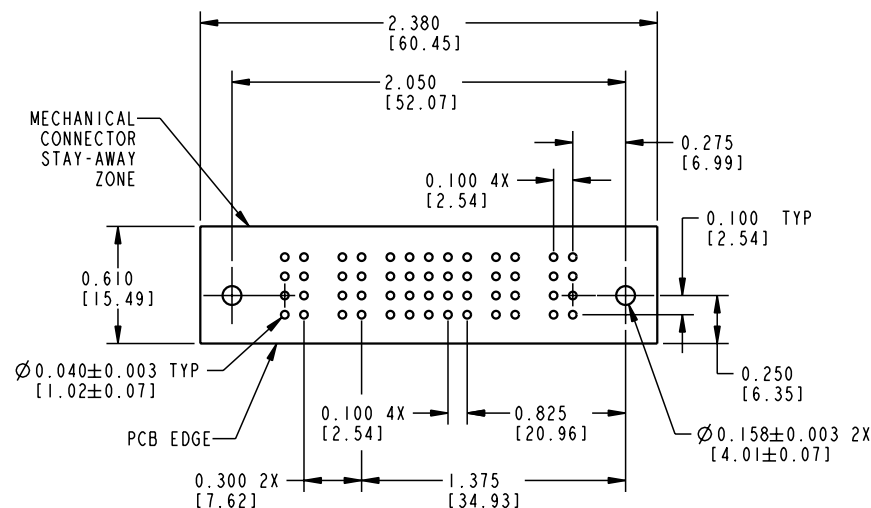 2.380
[60.45]
2.050
[52.07]
MECHANICAL
CONNECTOR
STAY-AWAY
ZONE
0.275
[6.99]
0.100 4X
[2.54]
0.100 TYP
[2.54]
0.610
[15.49]
Ø0.040±0.003 TYP
[1.02±0.07]
0.250
[6.35]
0.100 4X
[2.54]
0.825
[20.96]
PCB EDGE
Ø0.158±0.003 2X
[4.01±0.07]
0.300 2X
[7.62]
1.375
[34.93]